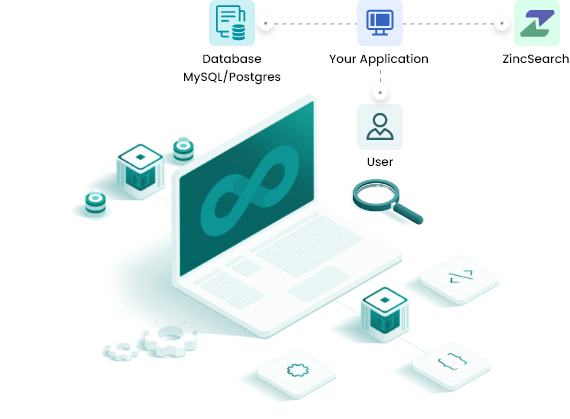 Database
MySQL/Postgres
Your Application
ZincSearch
User